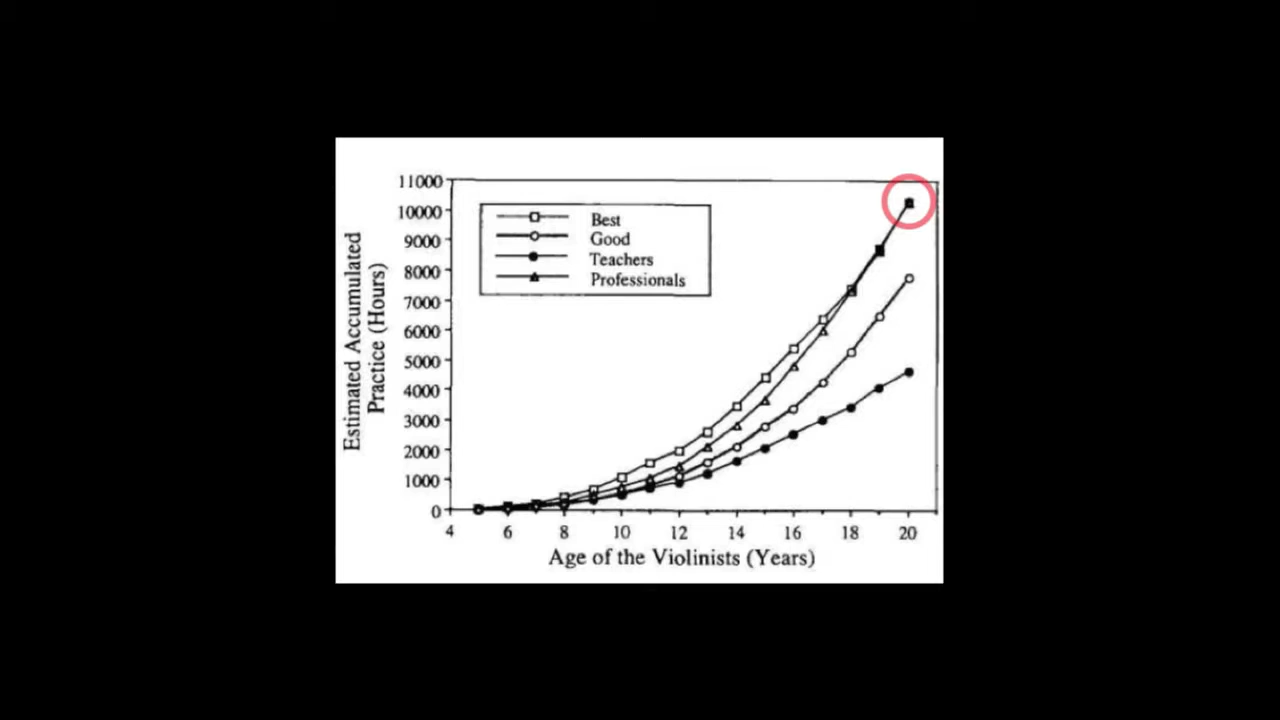 11000
10000
9000
8000
7000
6000
5000
4000
3000
2000
1000
0
Estimated Accumulated
Practice (Hours)
Best
Good
Teachers
Professionals
4 6 8 10 12 14 16 18 20
Age of the Violinists (Years)